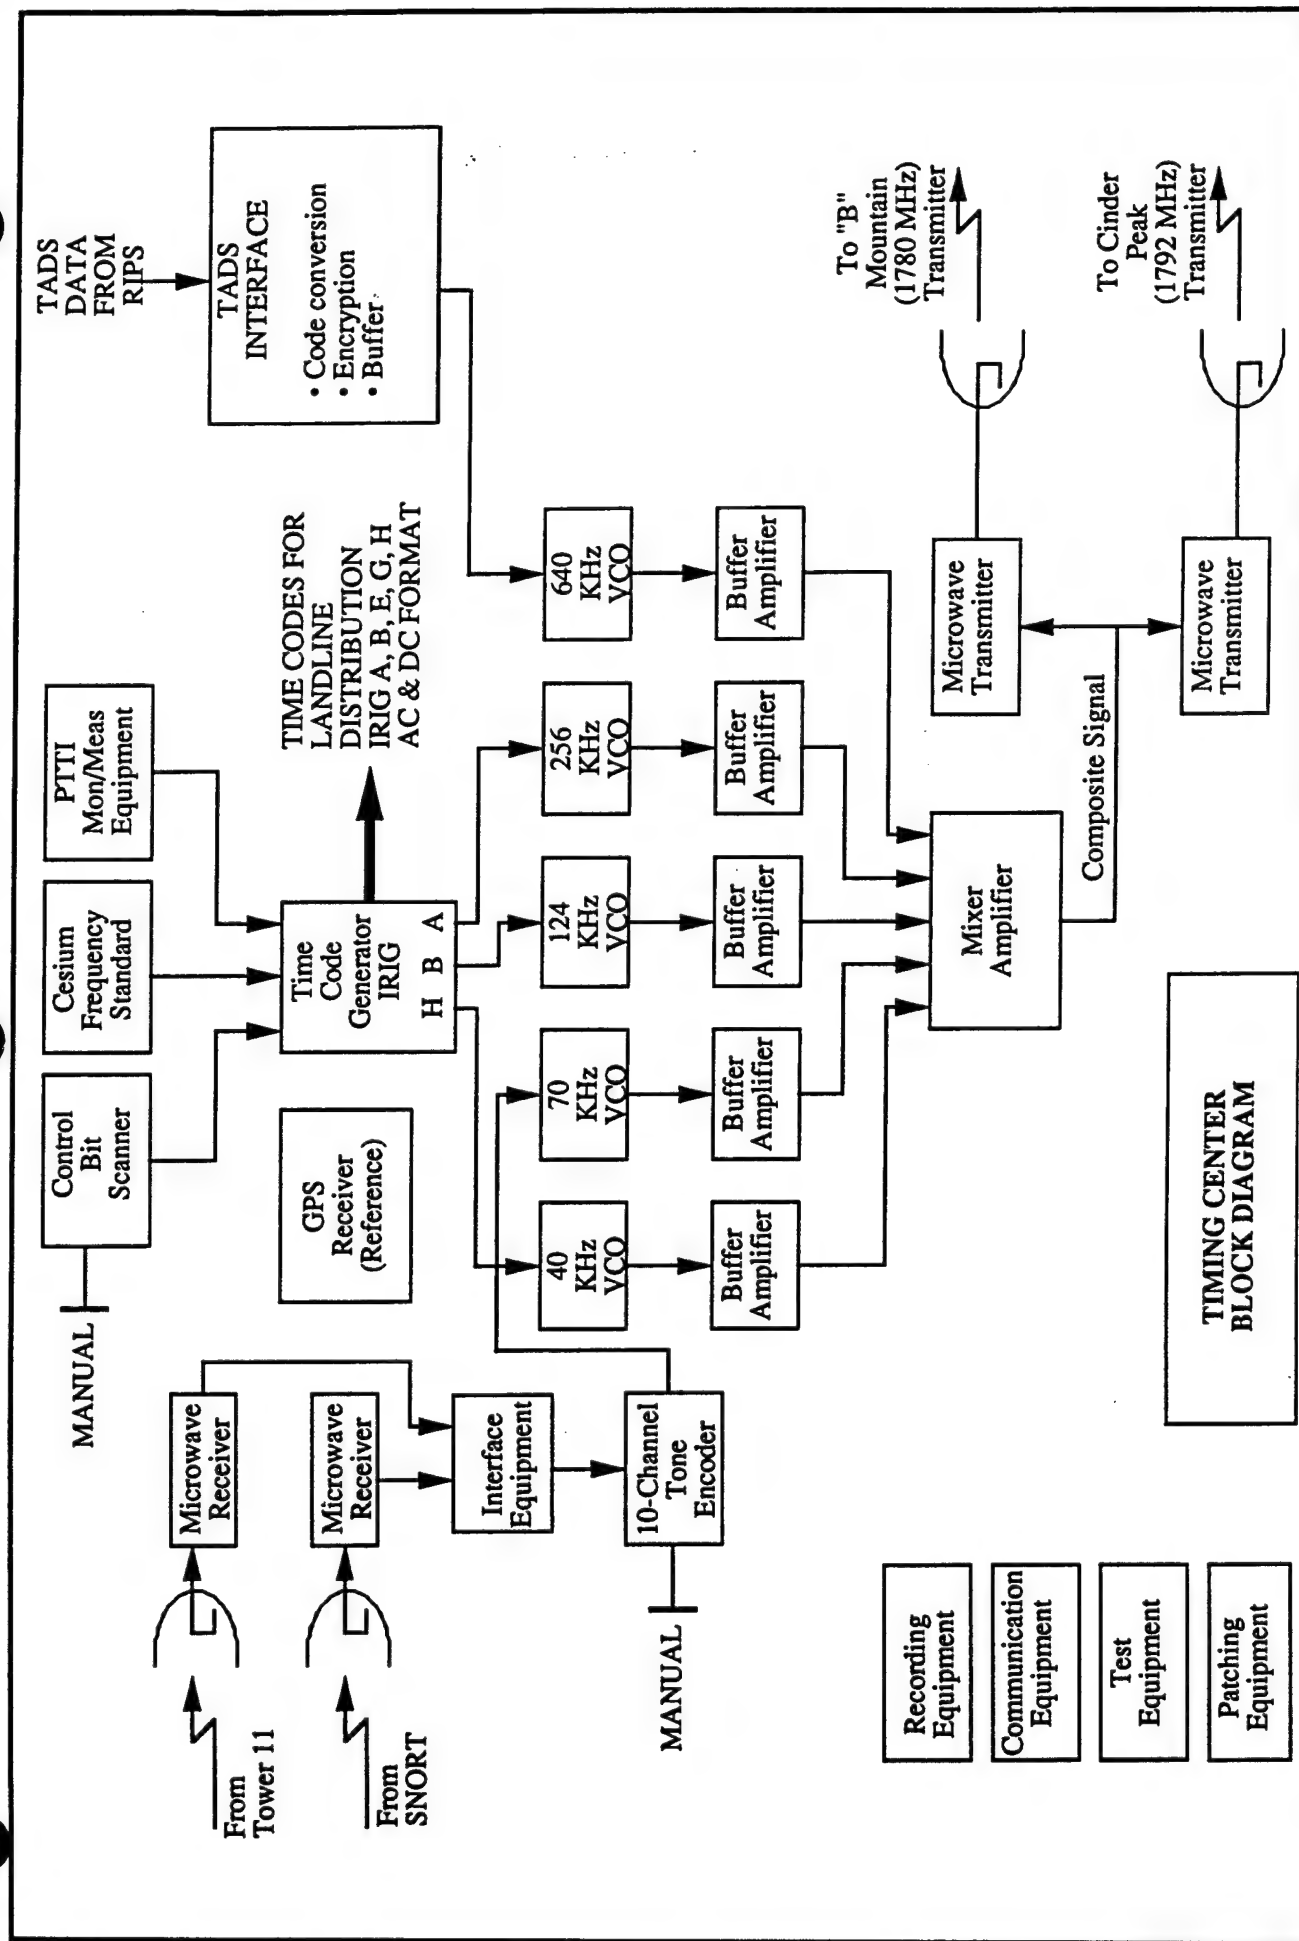 TADS
DATA
FROM
RIPS
TADS
INTERFACE
• Code conversion
• Encryption
• Buffer
PTTI
Mon/Meas
Equipment
Cesium
Frequency
Standard
Control
Bit
Scanner
MANUAL
TIME CODES FOR
LANDLINE
DISTRIBUTION
IRIG A, B, E, G, H
AC & DC FORMAT
Time
Code
Generator
IRIG
H B A
GPS
Receiver
(Reference)
From
Tower 11
Microwave
Receiver
From
SNORT
Microwave
Receiver
Interface
Equipment
10-Channel
Tone
Encoder
MANUAL
40
KHz
VCO
70
KHz
VCO
124
KHz
VCO
256
KHz
VCO
640
KHz
VCO
Buffer
Amplifier
Buffer
Amplifier
Buffer
Amplifier
Buffer
Amplifier
Buffer
Amplifier
Mixer
Amplifier
Composite Signal
Microwave
Transmitter
To "B"
Mountain
(1780 MHz)
Transmitter
Microwave
Transmitter
To Cinder
Peak
(1792 MHz)
Transmitter
Recording
Equipment
Communication
Equipment
Test
Equipment
Patching
Equipment
TIMING CENTER
BLOCK DIAGRAM